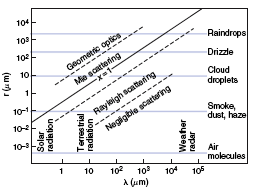 10⁴
10³
10²
10
1
10⁻¹
10⁻²
10⁻³
r (μm)
Geometric optics
Mie scattering
x = 1
Rayleigh scattering
Negligible scattering
Solar radiation
Terrestrial radiation
Weather radar
Raindrops
Drizzle
Cloud
droplets
Smoke,
dust, haze
Air
molecules
1 10 10² 10³ 10⁴ 10⁵
λ (μm)